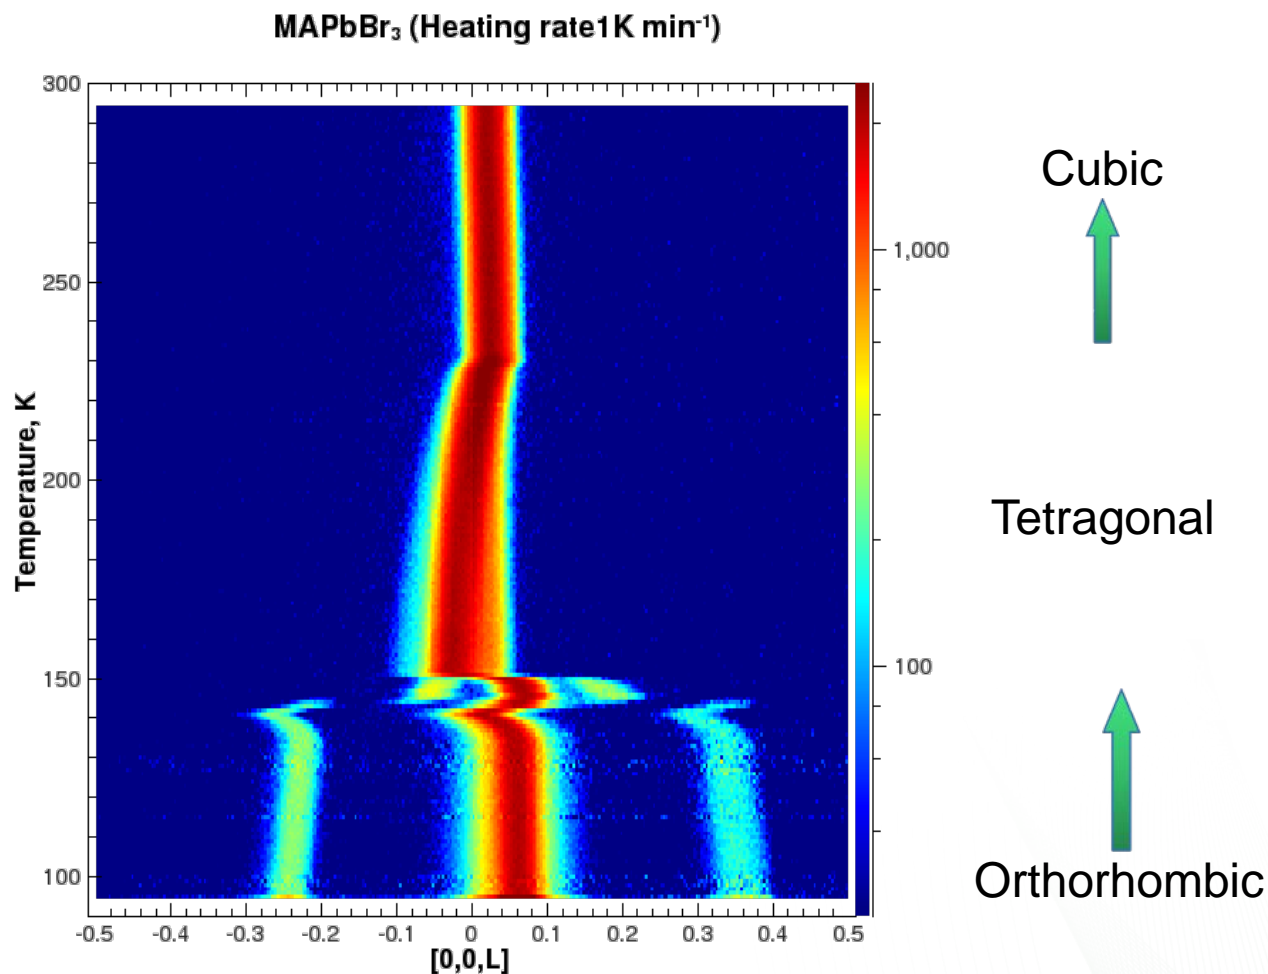 MAPbBr₃ (Heating rate1K min⁻¹)
300
250
200
150
100
Temperature, K
-0.5 -0.4 -0.3 -0.2 -0.1 0 0.1 0.2 0.3 0.4 0.5
[0,0,L]
1,000
100
Cubic
Tetragonal
Orthorhombic